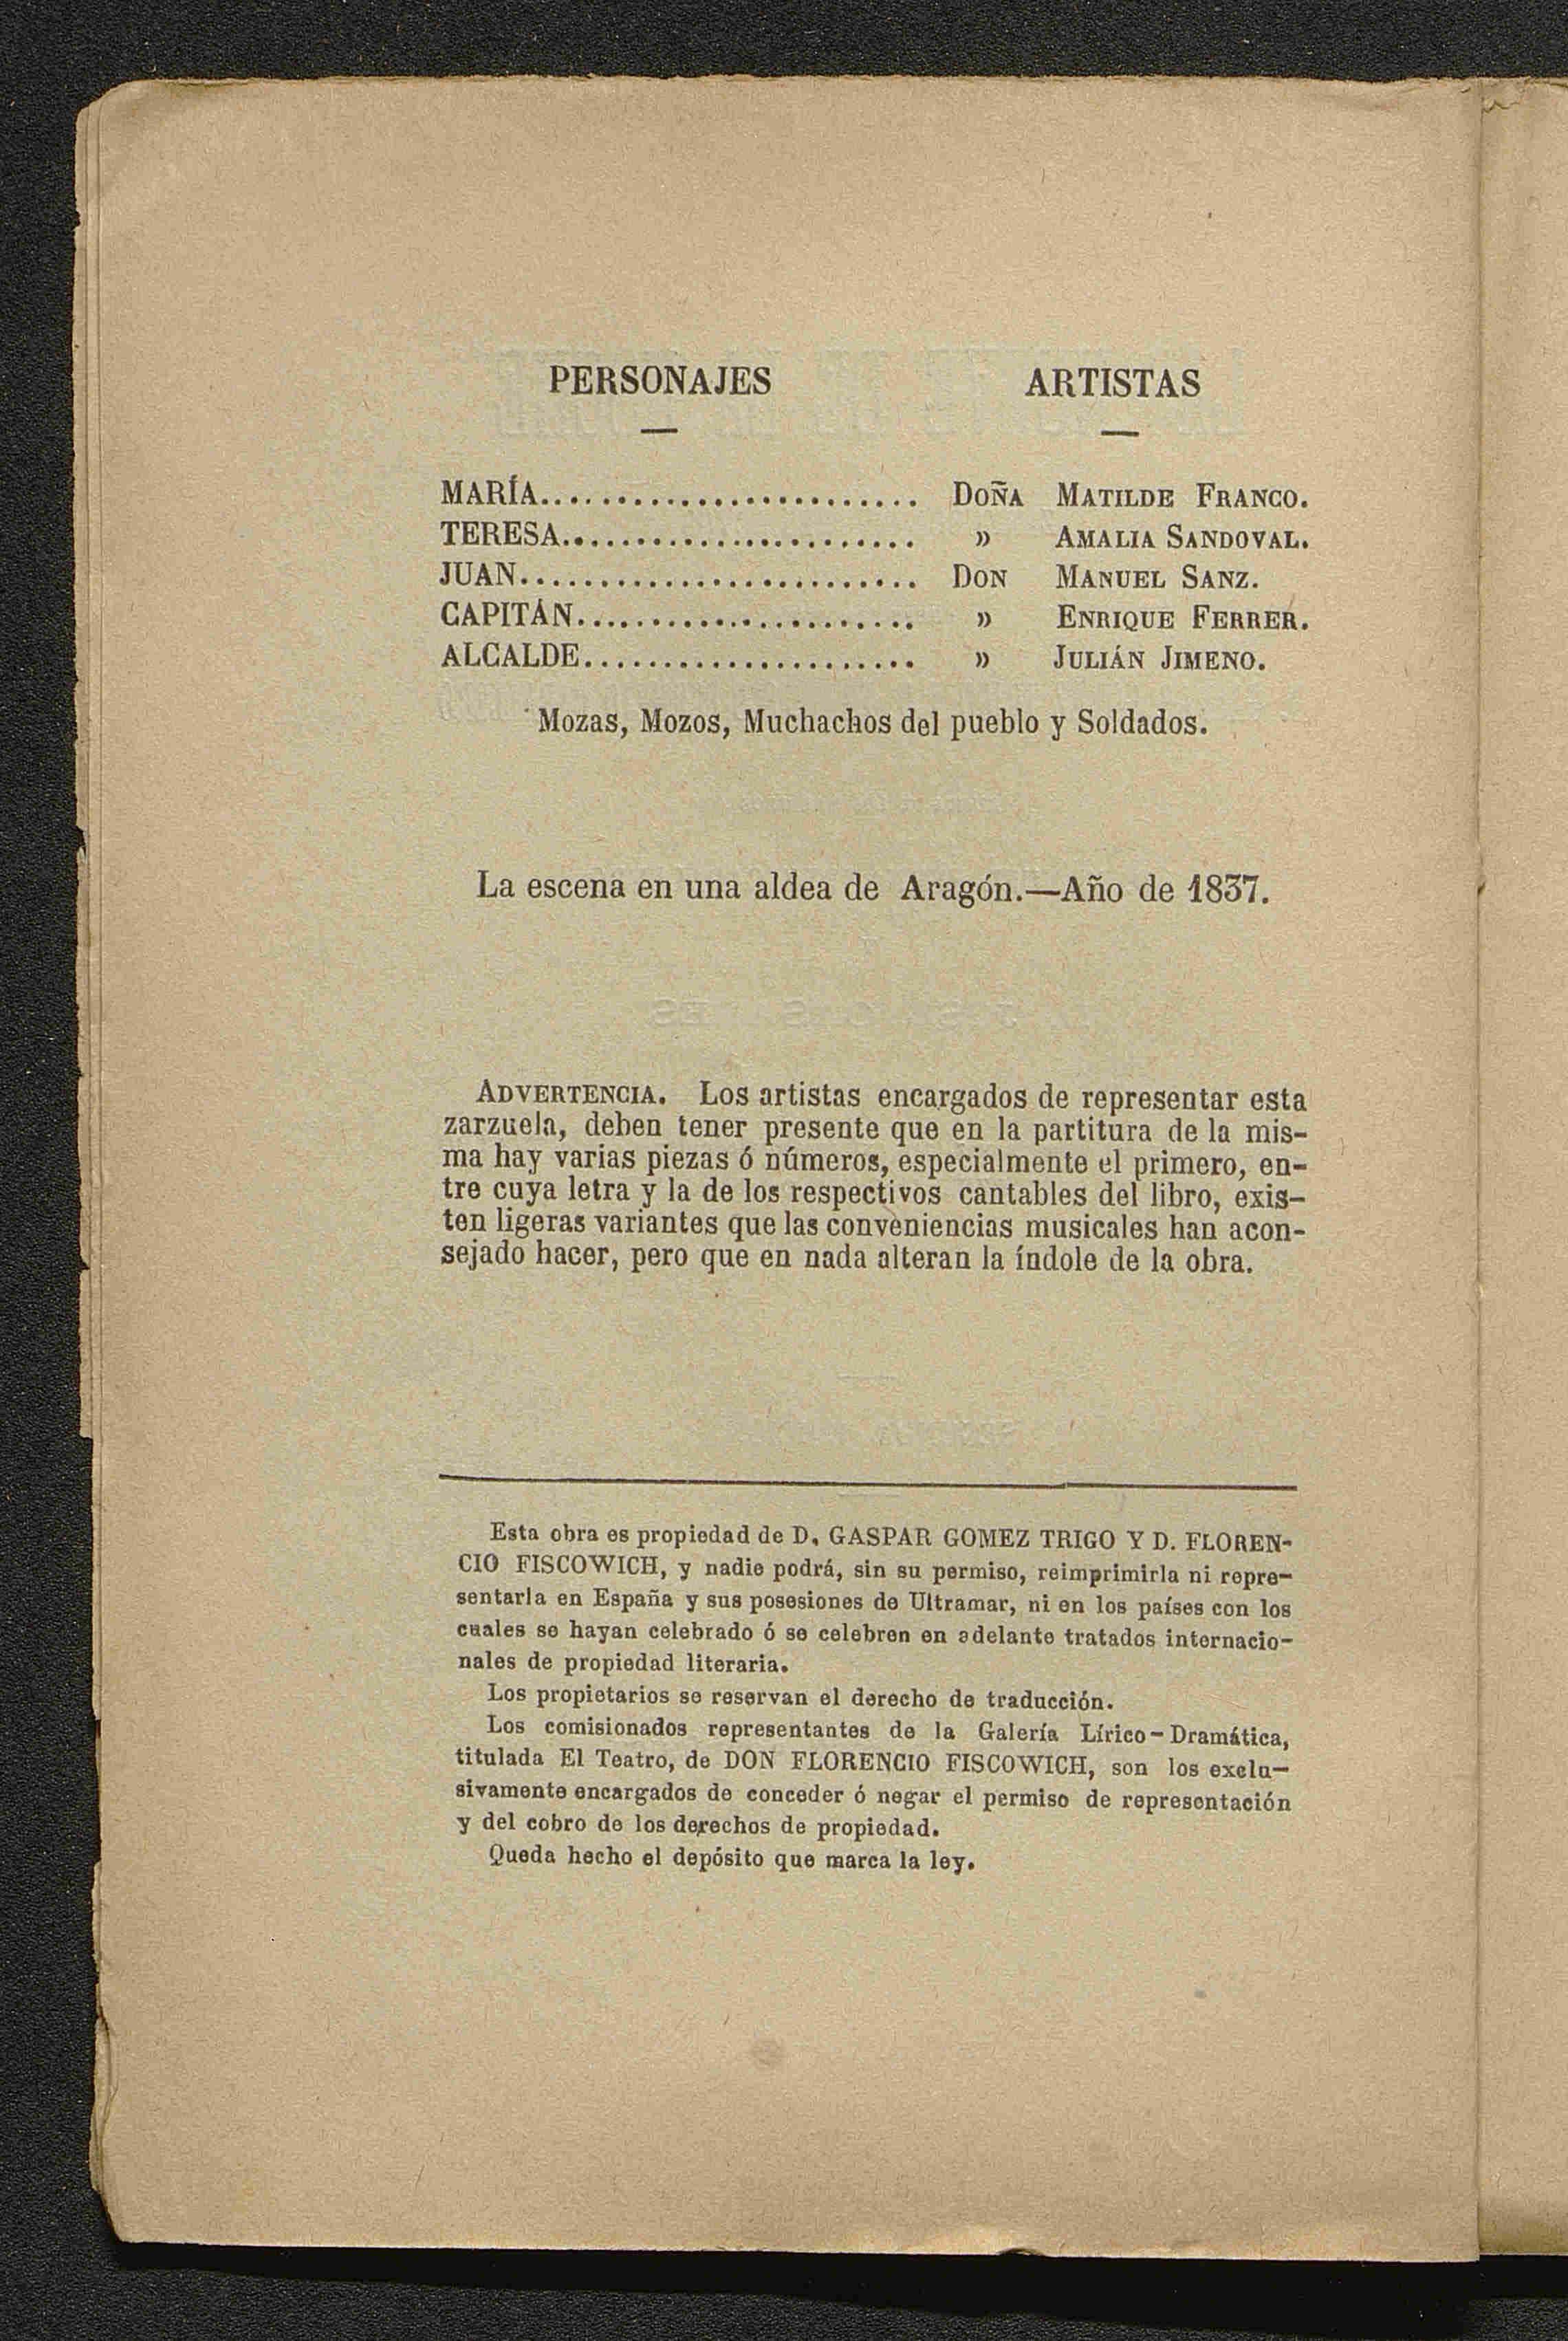 PERSONAJES ARTISTAS
MARÍA........................ DOÑA MATILDE FRANCO.
TERESA....................... » AMALIA SANDOVAL.
JUAN......................... DON MANUEL SANZ.
CAPITÁN...................... » ENRIQUE FERRER.
ALCALDE...................... » JULIÁN JIMENO.
Mozas, Mozos, Muchachos del pueblo y Soldados.
La escena en una aldea de Aragón.—Año de 1837.
ADVERTENCIA. Los artistas encargados de representar esta
zarzuela, deben tener presente que en la partitura de la mis-
ma hay varias piezas ó números, especialmente el primero, en-
tre cuya letra y la de los respectivos cantables del libro, exis-
ten ligeras variantes que las conveniencias musicales han acon-
sejado hacer, pero que en nada alteran la índole de la obra.
Esta obra es propiedad de D. GASPAR GOMEZ TRIGO Y D. FLOREN-
CIO FISCOWICH, y nadie podrá, sin su permiso, reimprimirla ni repre-
sentarla en España y sus posesiones de Ultramar, ni en los países con los
cuales se hayan celebrado ó se celebren en adelante tratados internacio-
nales de propiedad literaria.
Los propietarios se reservan el derecho de traducción.
Los comisionados representantes de la Galería Lírico-Dramática,
titulada El Teatro, de DON FLORENCIO FISCOWICH, son los exclu-
sivamente encargados de conceder ó negar el permiso de representación
y del cobro de los derechos de propiedad.
Queda hecho el depósito que marca la ley.